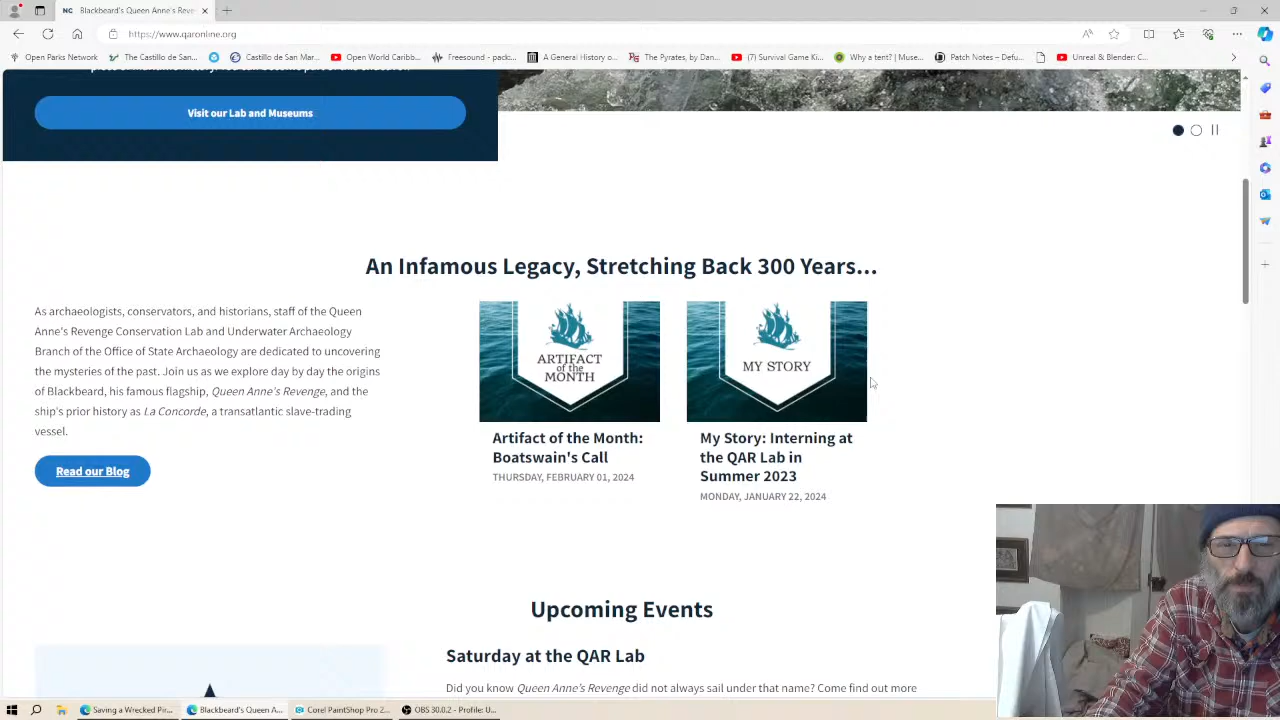 NC Blackbeard's Queen Anne's Reve
https://www.qaronline.org
Open Parks Network
The Castillo de San...
Castillo de San mar...
Open World Caribb...
Freesound - pack:...
A General History o...
The Pyrates, by Dan...
(7) Survival Game Ki...
Why a tent? | Muse...
Patch Notes – Defu...
Unreal & Blender: C...
Visit our Lab and Museums
An Infamous Legacy, Stretching Back 300 Years...
As archaeologists, conservators, and historians, staff of the Queen
Anne's Revenge Conservation Lab and Underwater Archaeology
Branch of the Office of State Archaeology are dedicated to uncovering
the mysteries of the past. Join us as we explore day by day the origins
of Blackbeard, his famous flagship, Queen Anne's Revenge, and the
ship's prior history as La Concorde, a transatlantic slave-trading
vessel.
Read our Blog
ARTIFACT
of the
MONTH
Artifact of the Month:
Boatswain's Call
THURSDAY, FEBRUARY 01, 2024
MY STORY
My Story: Interning at
the QAR Lab in
Summer 2023
MONDAY, JANUARY 22, 2024
Upcoming Events
Saturday at the QAR Lab
Did you know Queen Anne's Revenge did not always sail under that name? Come find out more
Saving a Wrecked Pir...
Blackbeard's Queen A...
Corel PaintShop Pro 2...
OBS 30.0.2 - Profile: U...